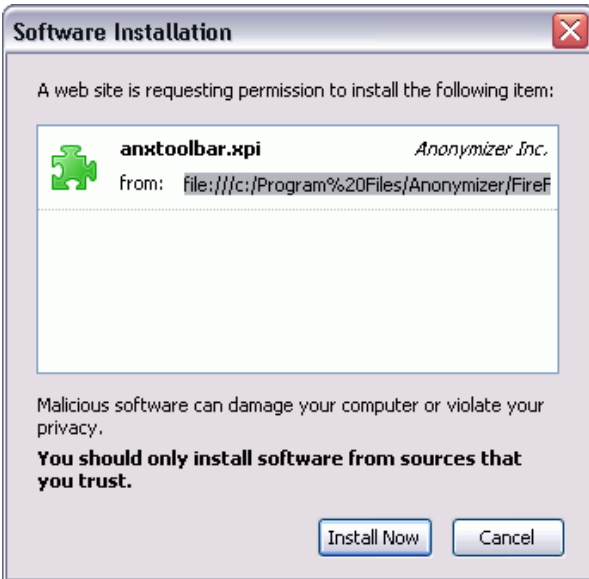 Software Installation
A web site is requesting permission to install the following item:
anxtoolbar.xpi Anonymizer Inc.
from: file:///c:/Program%20Files/Anonymizer/FireF
Malicious software can damage your computer or violate your
privacy.
You should only install software from sources that
you trust.
Install Now Cancel